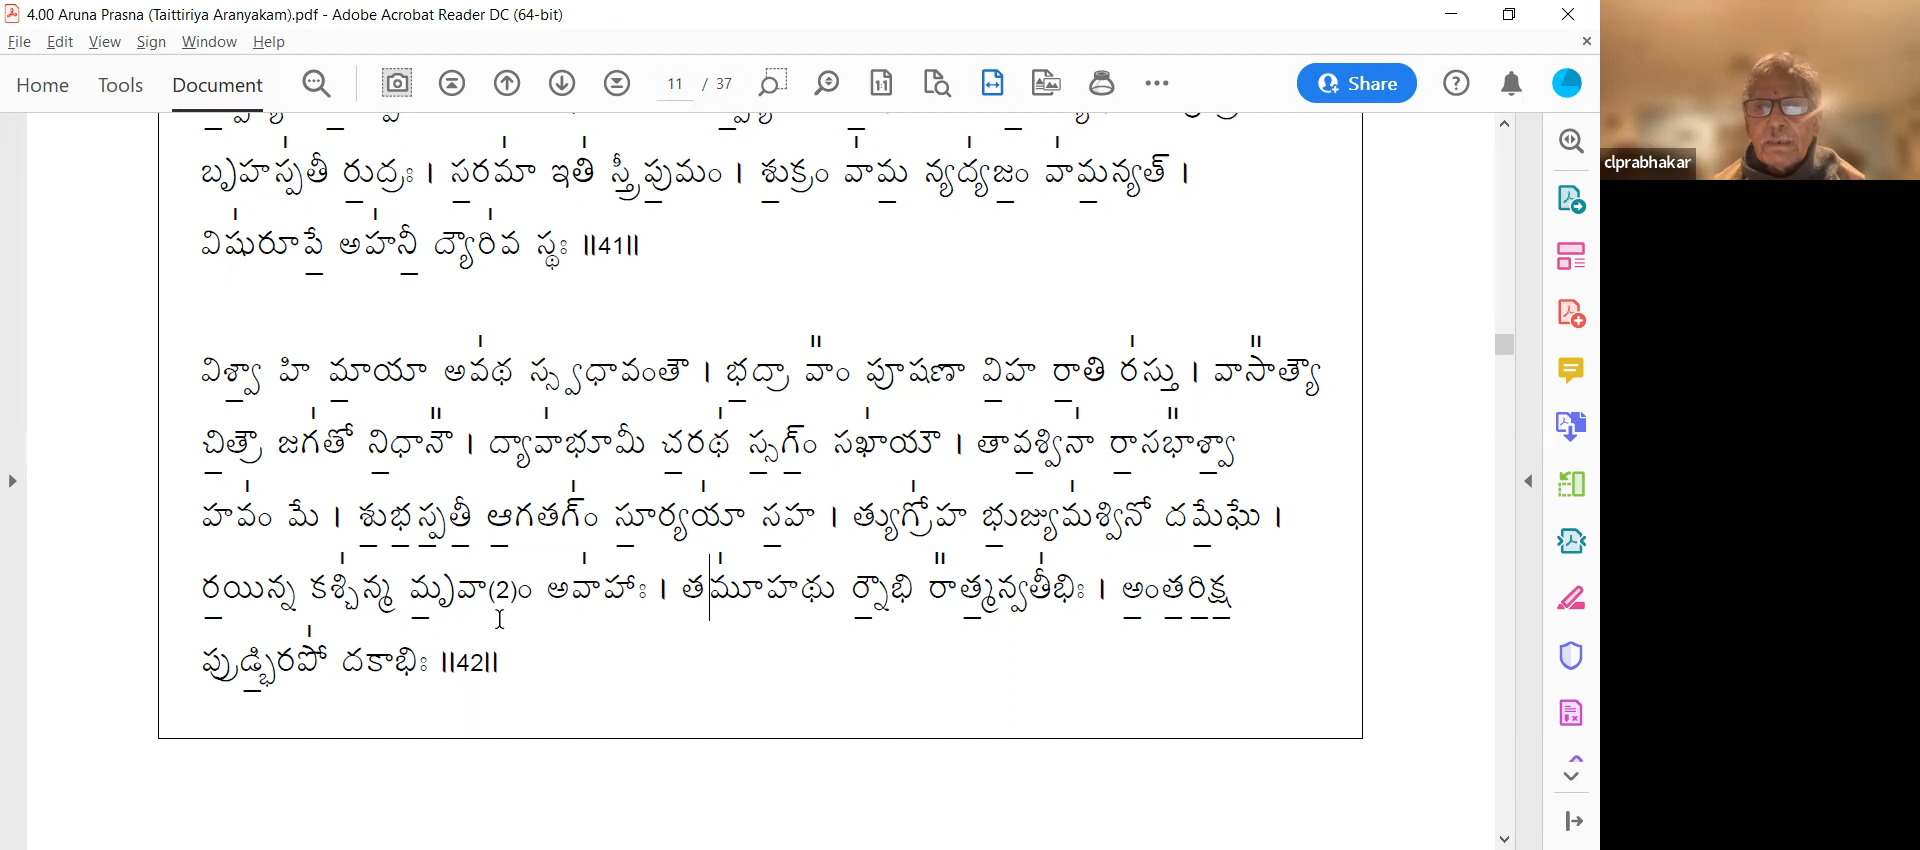 4.00 Aruna Prasna (Taittiriya Aranyakam).pdf - Adobe Acrobat Reader DC (64-bit)
File Edit View Sign Window Help
Home Tools Document 11 / 37 Share
clprabhakar
బృహస్పతీ రుద్రః । సరమా ఇతి స్త్రీపుమం । శుక్రం వామ న్యద్యజం వామన్యత్ ।
విషురూపే అహనీ ద్యౌరివ స్థః ॥41॥
విశ్వా హి మాయా అవథ స్స్వధావంతౌ । భద్రా వాం పూషణా విహ రాతి రస్తు । వాసాత్యౌ
చిత్రౌ జగతో నిధానౌ । ద్యావాభూమీ చరథ స్సగ్ం సఖాయౌ । తావశ్వినా రాసభాశ్వా
హవం మే । శుభస్పతీ ఆగతగ్ం సూర్యయా సహ । త్యుగ్రోహ భుజ్యుమశ్వినో దమేఘే ।
రయిన్న కశ్చిన్మ మృవా(2)ం అవాహాః । తమూహథు ర్నౌభి రాత్మన్వతీభిః । అంతరిక్ష
ప్రుడ్భిరపో దకాభిః ॥42॥